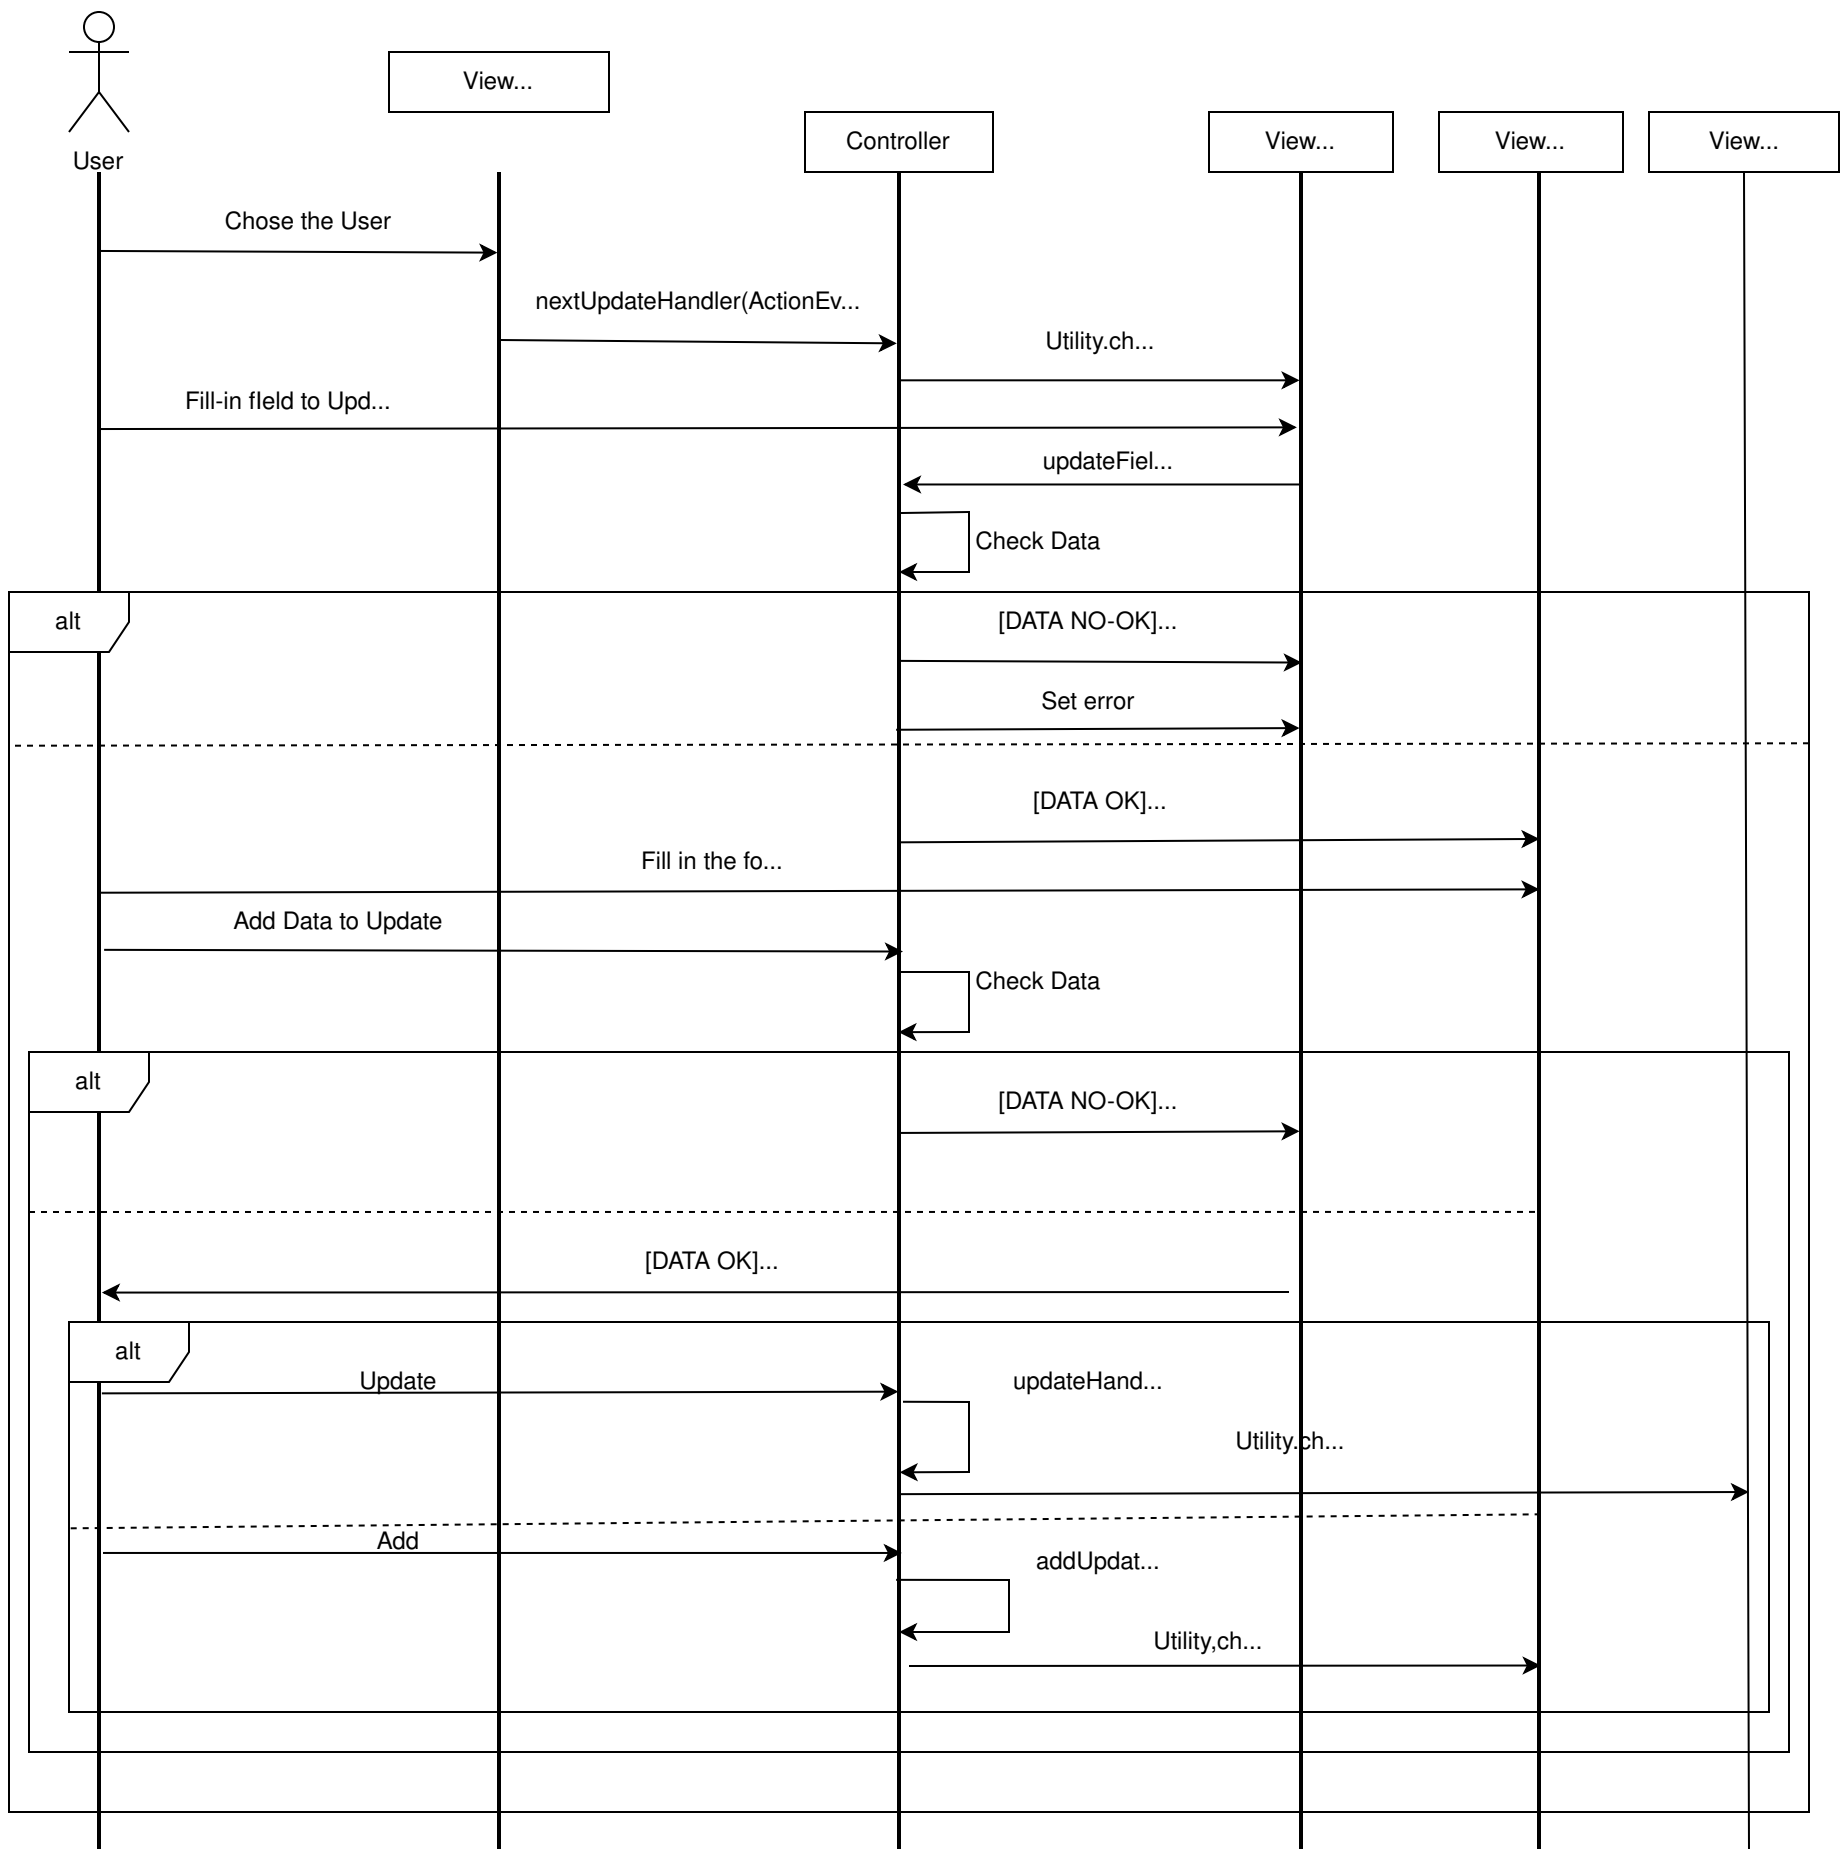 User
View...
Controller
View...
View...
View...
Chose the User
nextUpdateHandler(ActionEv...
Utility.ch...
Fill-in fIeld to Upd...
updateFiel...
Check Data
alt
[DATA NO-OK]...
Set error
[DATA OK]...
Fill in the fo...
Add Data to Update
Check Data
alt
[DATA NO-OK]...
[DATA OK]...
alt
Update
updateHand...
Utility.ch...
Add
addUpdat...
Utility,ch...